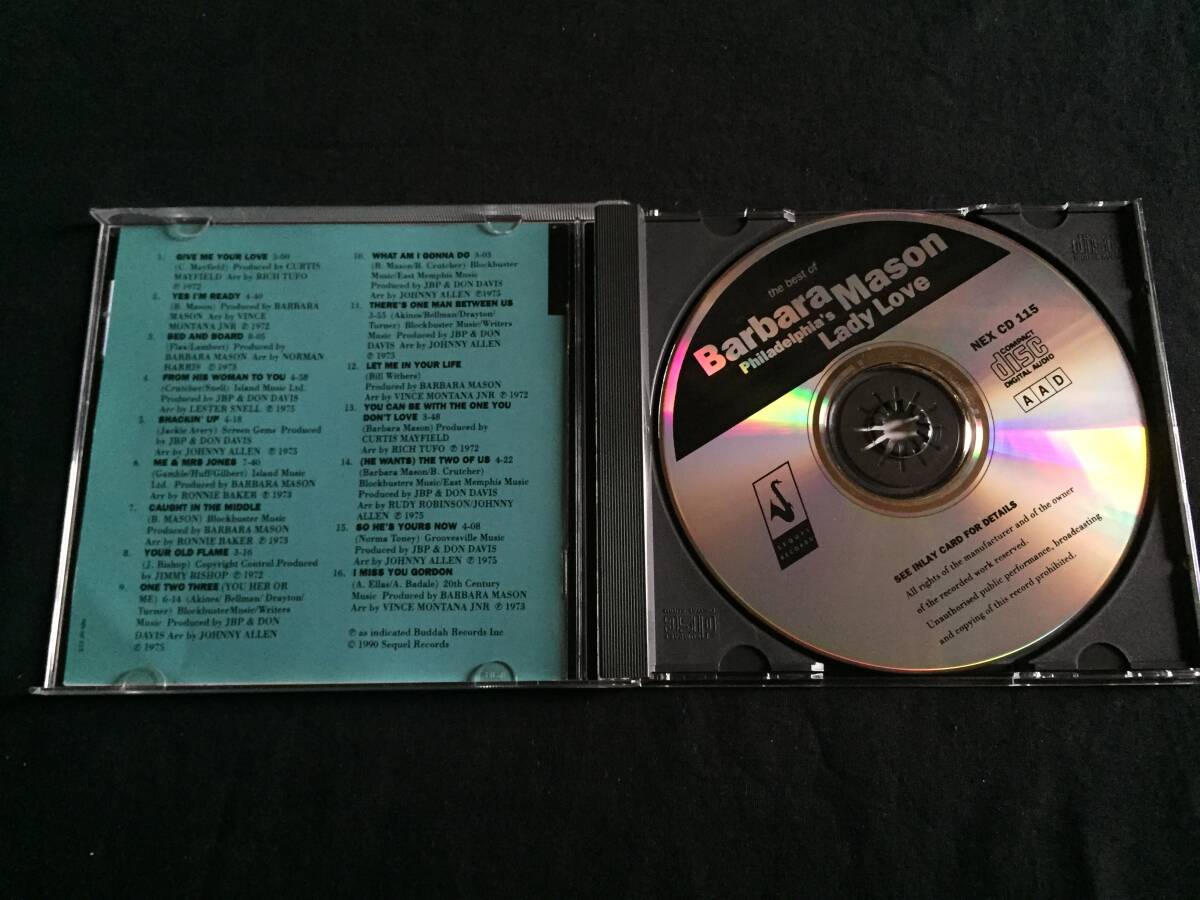 1. GIVE ME YOUR LOVE
(C. Mayfield) Produced by CURTIS
MAYFIELD Arr by RICH TUFO
℗ 1972
2. YES I'M READY 4-40
(B. Mason) Produced by BARBARA
MASON Arr by VINCE
MONTANA JNR ℗ 1972
3. BED AND BOARD
Produced by
BARBARA MASON Arr by NORMAN
HARRIS ℗ 1973
4. FROM HIS WOMAN TO YOU 4-58
(Crutcher/Snell) Island Music Ltd.
Produced by JBP & DON DAVIS
Arr by LESTER SNELL ℗ 1975
5. SHACKIN' UP 4-18
(Jackie Avery) Screen Gems Produced
by JBP & DON DAVIS
Arr by JOHNNY ALLEN ℗ 1975
6. ME & MRS JONES 7-40
(Gamble/Huff/Gilbert) Island Music
Ltd. Produced by BARBARA MASON
Arr by RONNIE BAKER ℗ 1973
7. CAUGHT IN THE MIDDLE
(B. MASON) Blockbuster Music
Produced by BARBARA MASON
Arr by RONNIE BAKER ℗ 1973
8. YOUR OLD FLAME 3-16
(J. Bishop) Copyright Control Produced
by JIMMY BISHOP ℗ 1972
9. ONE TWO THREE (YOU HER OR
ME) 6-14 (Akines/ Bellman/ Drayton/
Turner) BlockbusterMusic/Writers
Music Produced by JBP & DON
DAVIS Arr by JOHNNY ALLEN
℗ 1975
10. WHAT AM I GONNA DO 3-03
(B. Mason/B. Crutcher) Blockbuster
Music/East Memphis Music
Produced by JBP & DON DAVIS
Arr by JOHNNY ALLEN ℗1975
11. THERE'S ONE MAN BETWEEN US
3-55 (Akines/Bellman/Drayton/
Turner) Blockbuster Music/Writers
Music Produced by JBP & DON
DAVIS Arr by JOHNNY ALLEN
℗ 1975
12. LET ME IN YOUR LIFE
(Bill Withers)
Produced by BARBARA MASON
Arr by VINCE MONTANA JNR ℗ 1972
13. YOU CAN BE WITH THE ONE YOU
DON'T LOVE 3-48
(Barbara Mason) Produced by
CURTIS MAYFIELD
Arr by RICH TUFO ℗ 1972
14. (HE WANTS) THE TWO OF US 4-22
(Barbara Mason/B. Crutcher)
Blockbusters Music/East Memphis Music
Produced by JBP & DON DAVIS
Arr by RUDY ROBINSON/JOHNNY
ALLEN ℗ 1975
15. SO HE'S YOURS NOW 4-08
(Norma Toney) Groovesville Music
Produced by JBP & DON DAVIS
Arr by JOHNNY ALLEN ℗ 1975
16. I MISS YOU GORDON
(A. Ellas/A. Badale) 20th Century
Music Produced by BARBARA MASON
Arr by VINCE MONTANA JNR ℗ 1973
℗ as indicated Buddah Records Inc
© 1990 Sequel Records
the best of
Barbara Mason
Philadelphia's
Lady Love
NEX CD 115
COMPACT
disc
DIGITAL AUDIO
AAD
SEQUEL
RECORDS
SEE INLAY CARD FOR DETAILS
All rights of the manufacturer and of the owner
of the recorded work reserved.
Unauthorised public performance, broadcasting
and copying of this record prohibited.